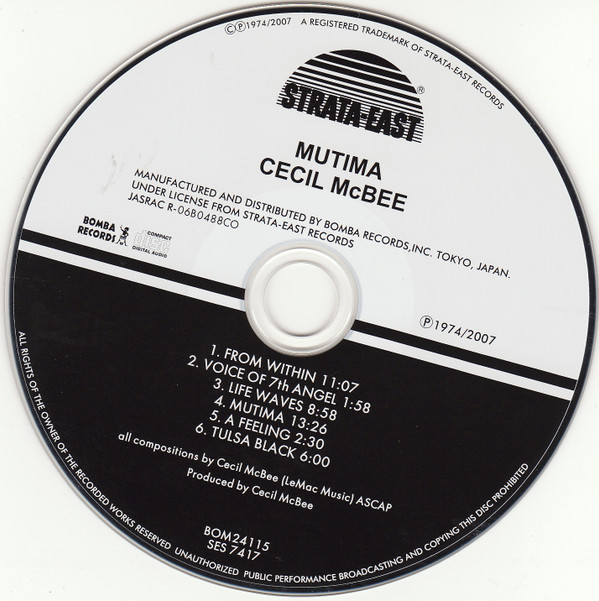 ©℗1974/2007 A REGISTERED TRADEMARK OF STRATA-EAST RECORDS
STRATA-EAST®
MUTIMA
CECIL McBEE
MANUFACTURED AND DISTRIBUTED BY BOMBA RECORDS,INC. TOKYO, JAPAN.
UNDER LICENSE FROM STRATA-EAST RECORDS
JASRAC R-06B0488CO
BOMBA
RECORDS
COMPACT
disc
DIGITAL AUDIO
℗1974/2007
1. FROM WITHIN 11:07
2. VOICE OF 7th ANGEL 1:58
3. LIFE WAVES 8:58
4. MUTIMA 13:26
5. A FEELING 2:30
6. TULSA BLACK 6:00
all compositions by Cecil McBee (LeMac Music) ASCAP
Produced by Cecil McBee
BOM24115
SES 7417
ALL RIGHTS OF THE OWNER OF THE RECORDED WORKS RESERVED UNAUTHORIZED PUBLIC PERFORMANCE BROADCASTING AND COPYING THIS DISC PROHIBITED